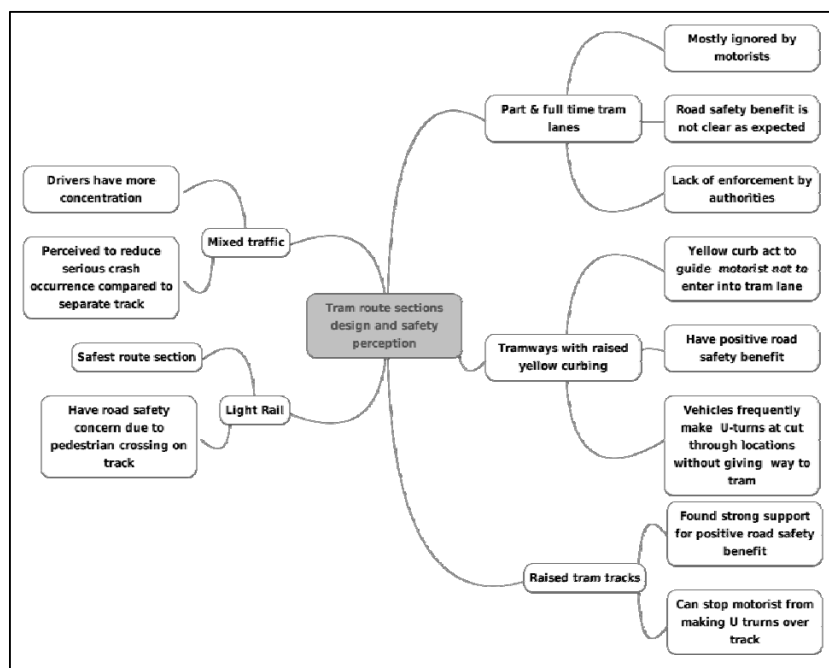 Mostly ignored by
motorists
Part & full time tram
lanes
Road safety benefit is
not clear as expected
Lack of enforcement by
authorities
Drivers have more
concentration
Mixed traffic
Perceived to reduce
serious crash
occurrence compared to
separate track
Tram route sections
design and safety
perception
Yellow curb act to
guide motorist not to
enter into tram lane
Tramways with raised
yellow curbing
Have positive road
safety benefit
Vehicles frequently
make U-turns at cut
through locations
without giving way to
tram
Safest route section
Light Rail
Have road safety
concern due to
pedestrian crossing on
track
Found strong support
for positive road safety
benefit
Raised tram tracks
Can stop motorist from
making U trurns over
track